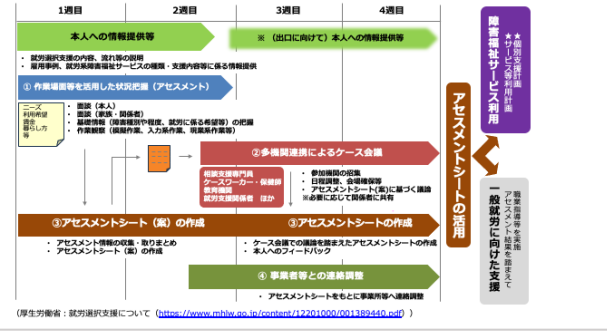 1週目
2週目
3週目
4週目
本人への情報提供等
※ (出口に向けて) 本人への情報提供等
・ 就労選択支援の内容、流れ等の説明
・ 雇用事例、就労系障害福祉サービスの種類・支援内容等に係る情報提供
① 作業場面等を活用した状況把握（アセスメント）
ニーズ
利用希望
賃金
暮らし方
等
・ 面談（本人）
・ 面談（家族・関係者）
・ 基礎情報（障害種別や程度、就労に係る希望等）の把握
・ 作業観察（模擬作業、入力系作業、現業系作業等）
②多機関連携によるケース会議
相談支援専門員
ケースワーカー・保健師
教育機関
就労支援関係者 ほか
・ 参加機関の招集
・ 日程調整、会場確保等
・ アセスメントシート(案)に基づく議論
※必要に応じて関係者に共有
③アセスメントシート（案）の作成
③アセスメントシートの作成
・ アセスメント情報の収集・取りまとめ
・ アセスメントシート（案）の作成
・ ケース会議での議論を踏まえたアセスメントシートの作成
・ 本人へのフィードバック
④ 事業者等との連絡調整
・ アセスメントシートをもとに事業所等へ連絡調整
アセスメントシートの活用
障害福祉サービス利用
★個別支援計画
★サービス等利用計画
一般就労に向けた支援
職業指導等を実施
アセスメント結果を踏まえて
（厚生労働省：就労選択支援について（https://www.mhlw.go.jp/content/12201000/001389440.pdf））